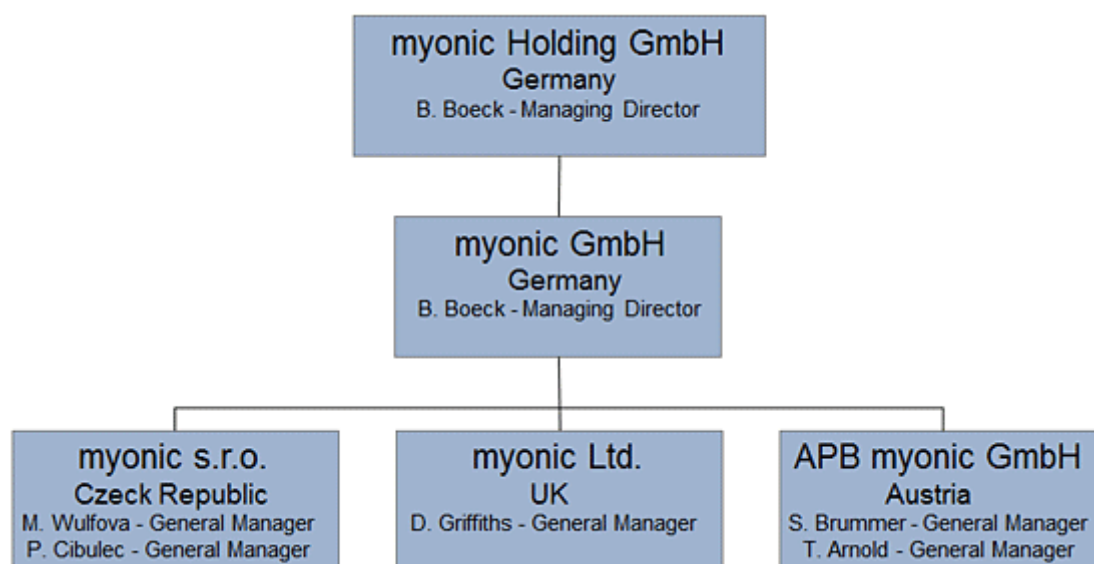 myonic Holding GmbH
Germany
B. Boeck - Managing Director
myonic GmbH
Germany
B. Boeck - Managing Director
myonic s.r.o.
Czeck Republic
M. Wulfova - General Manager
P. Cibulec - General Manager
myonic Ltd.
UK
D. Griffiths - General Manager
APB myonic GmbH
Austria
S. Brummer - General Manager
T. Arnold - General Manager